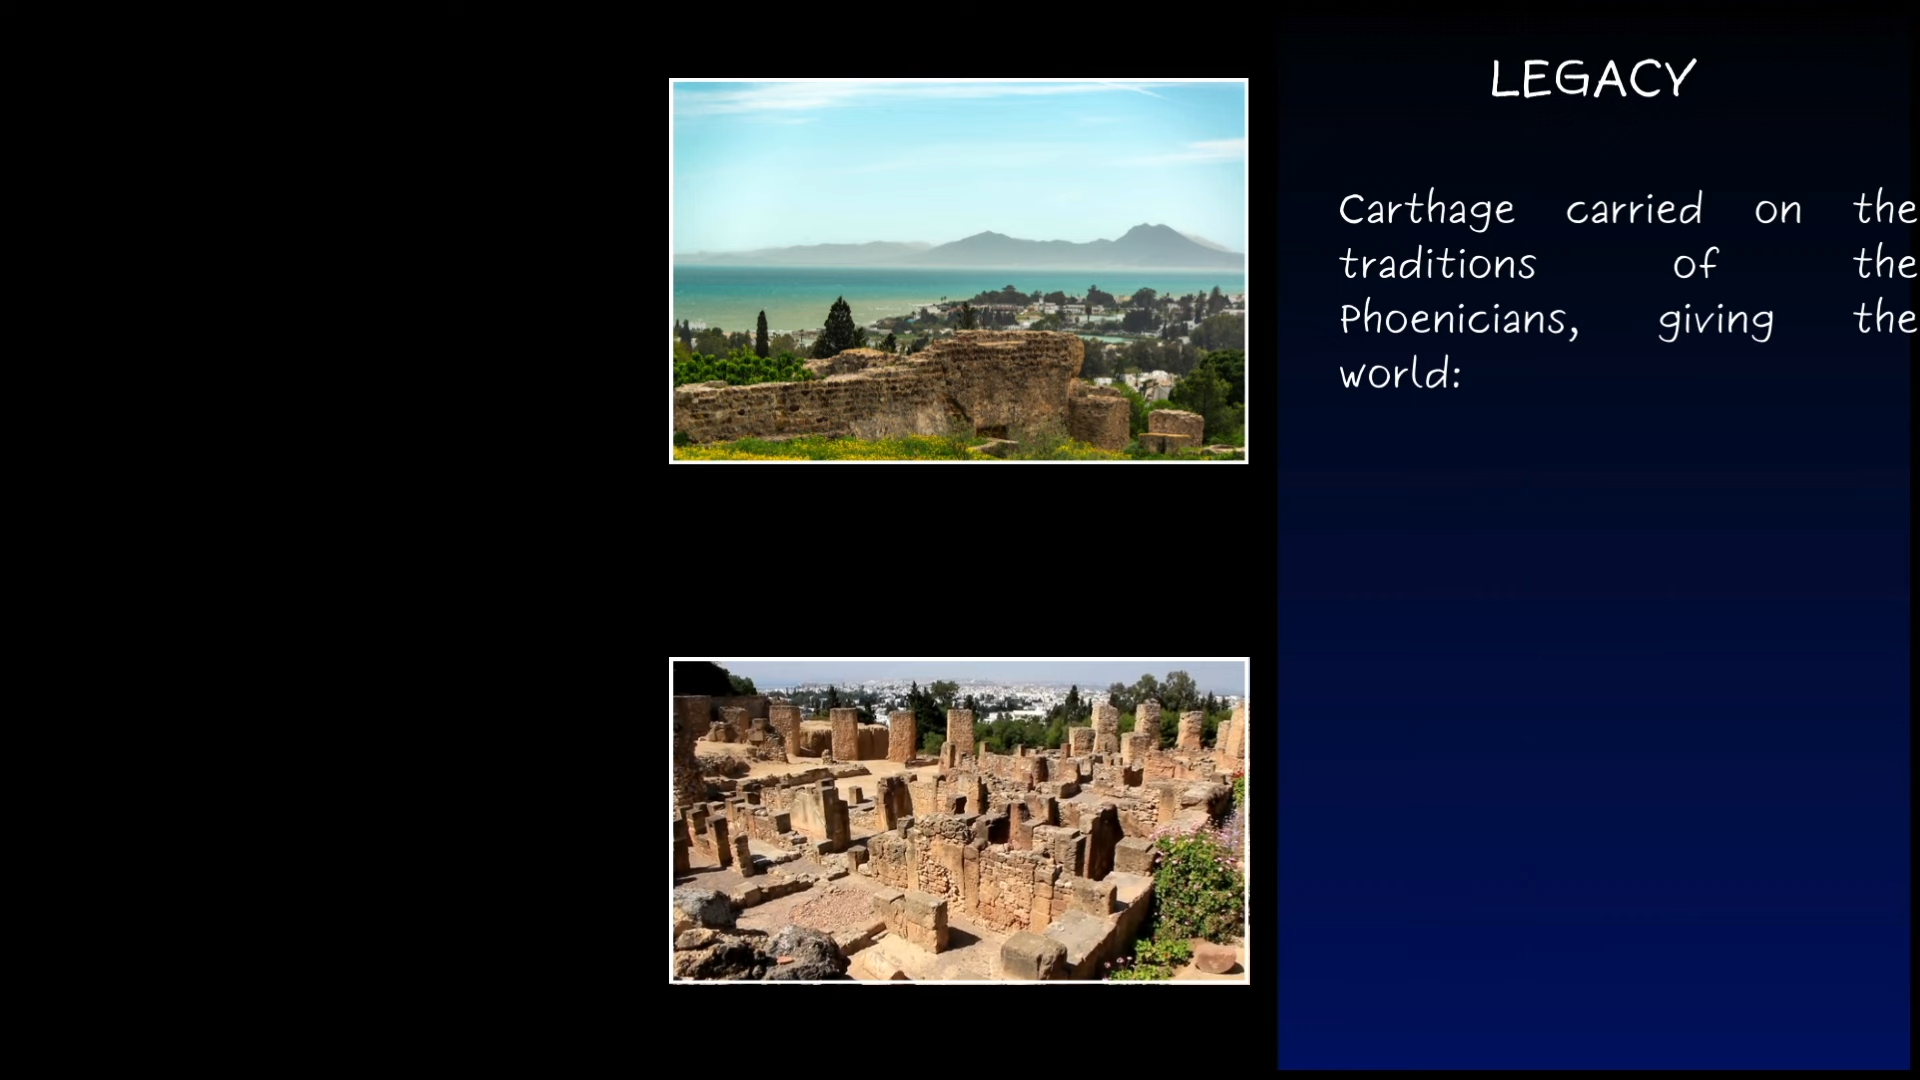 LEGACY
Carthage carried on the
traditions of the
Phoenicians, giving the
world: